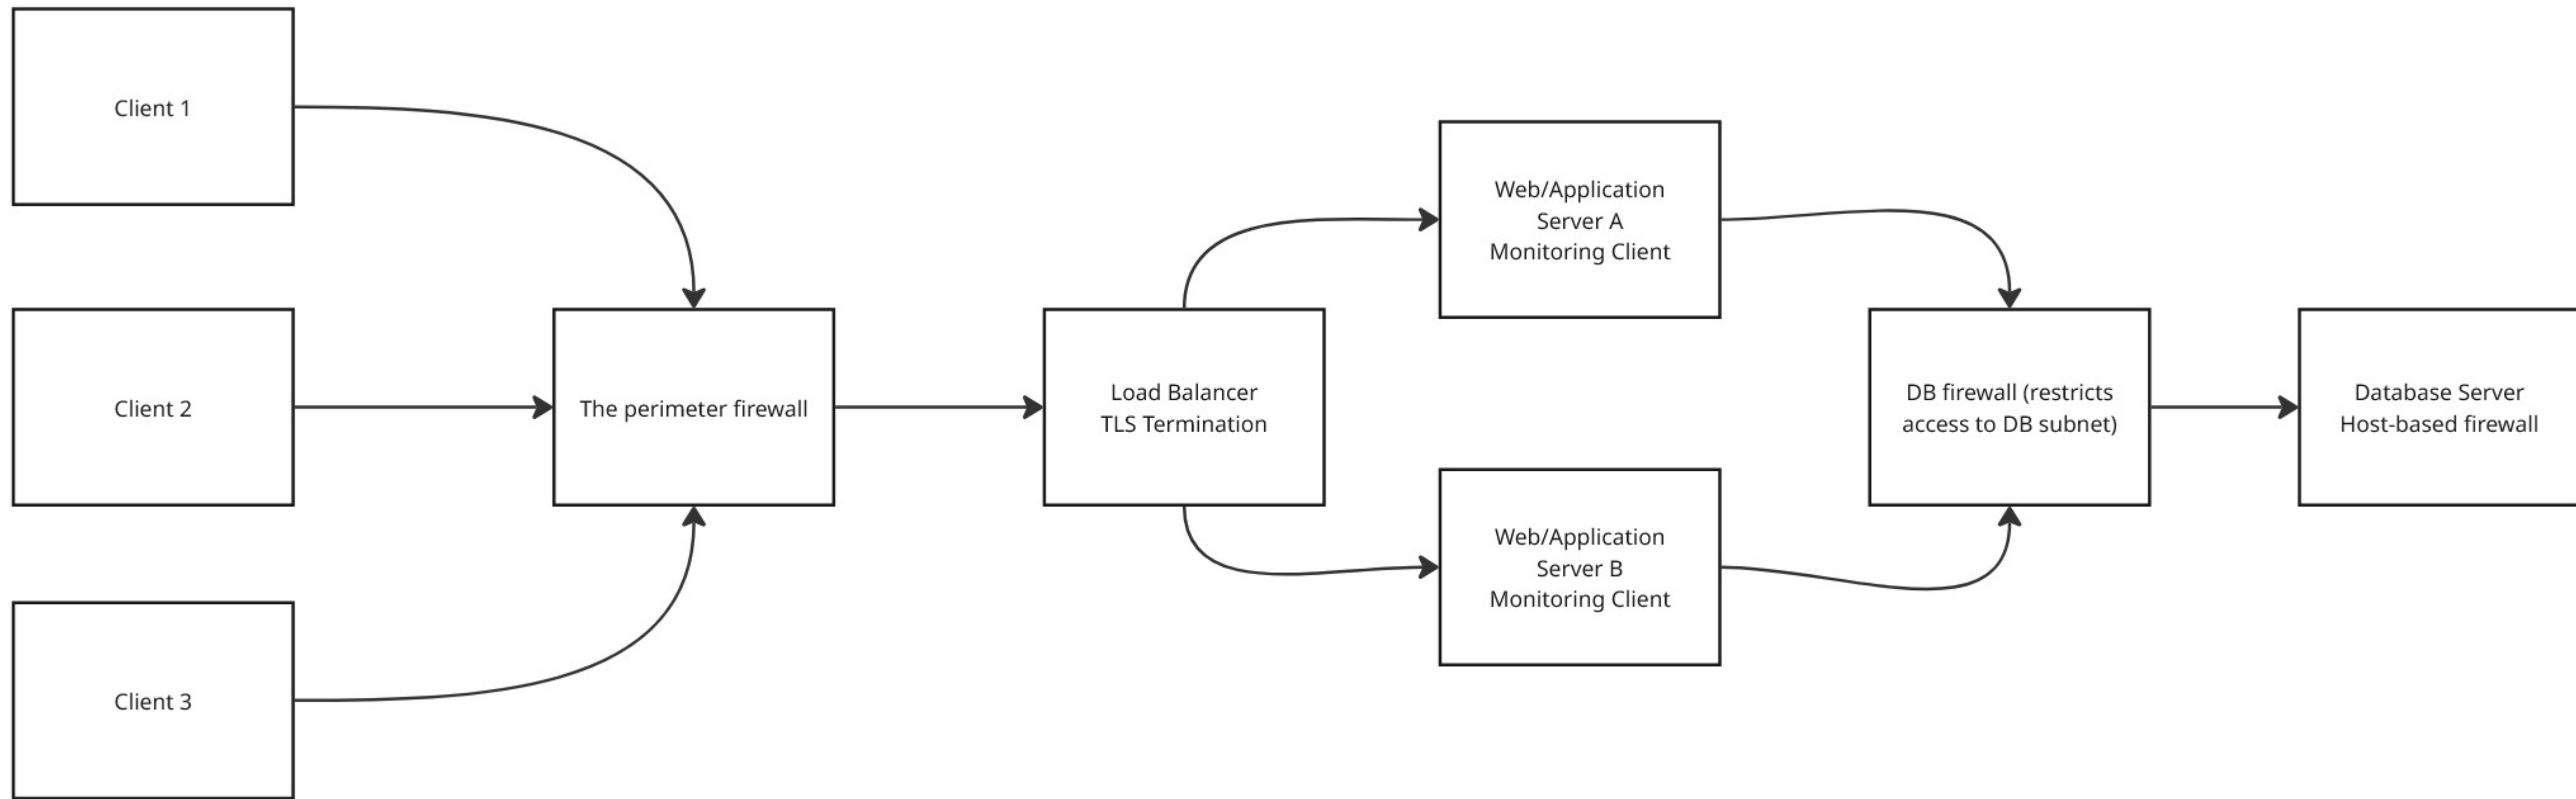 Client 1
Client 2
Client 3
The perimeter firewall
Load Balancer
TLS Termination
Web/Application
Server A
Monitoring Client
Web/Application
Server B
Monitoring Client
DB firewall (restricts
access to DB subnet)
Database Server
Host-based firewall